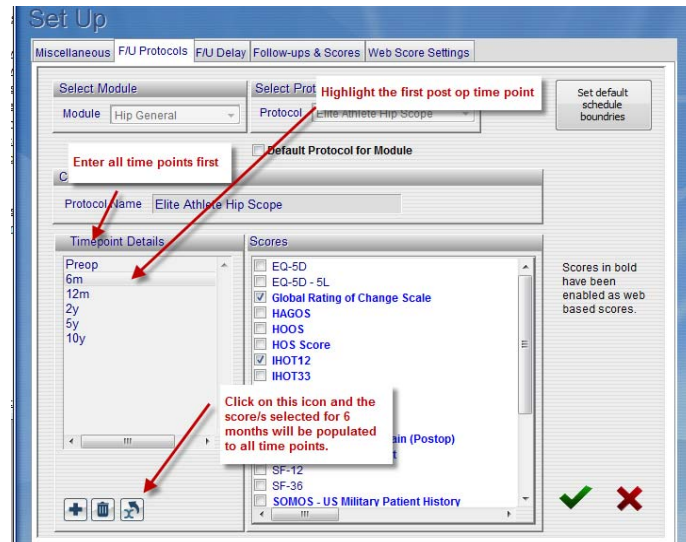 Set Up
Miscellaneous F/U Protocols F/U Delay Follow-ups & Scores Web Score Settings
Select Module
Module Hip General
Highlight the first post op time point
Protocol Elite Athlete Hip Scope
Set default
schedule
boundries
Default Protocol for Module
Enter all time points first
Protocol Name Elite Athlete Hip Scope
Timepoint Details
Preop
6m
12m
2y
5y
10y
Scores
EQ-5D
EQ-5D - 5L
Global Rating of Change Scale
HAGOS
HOOS
HOS Score
IHOT12
IHOT33
(Postop)
SF-12
SF-36
SOMOS - US Military Patient History
Click on this icon and the
score/s selected for 6
months will be populated
to all time points.
Scores in bold
have been
enabled as web
based scores.